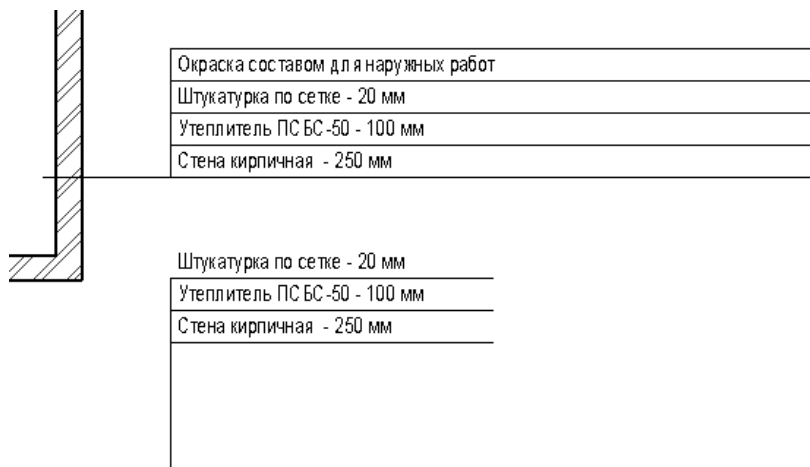 Окраска составом для наружных работ
Штукатурка по сетке - 20 мм
Утеплитель ПСБС-50 - 100 мм
Стена кирпичная - 250 мм
Штукатурка по сетке - 20 мм
Утеплитель ПСБС-50 - 100 мм
Стена кирпичная - 250 мм